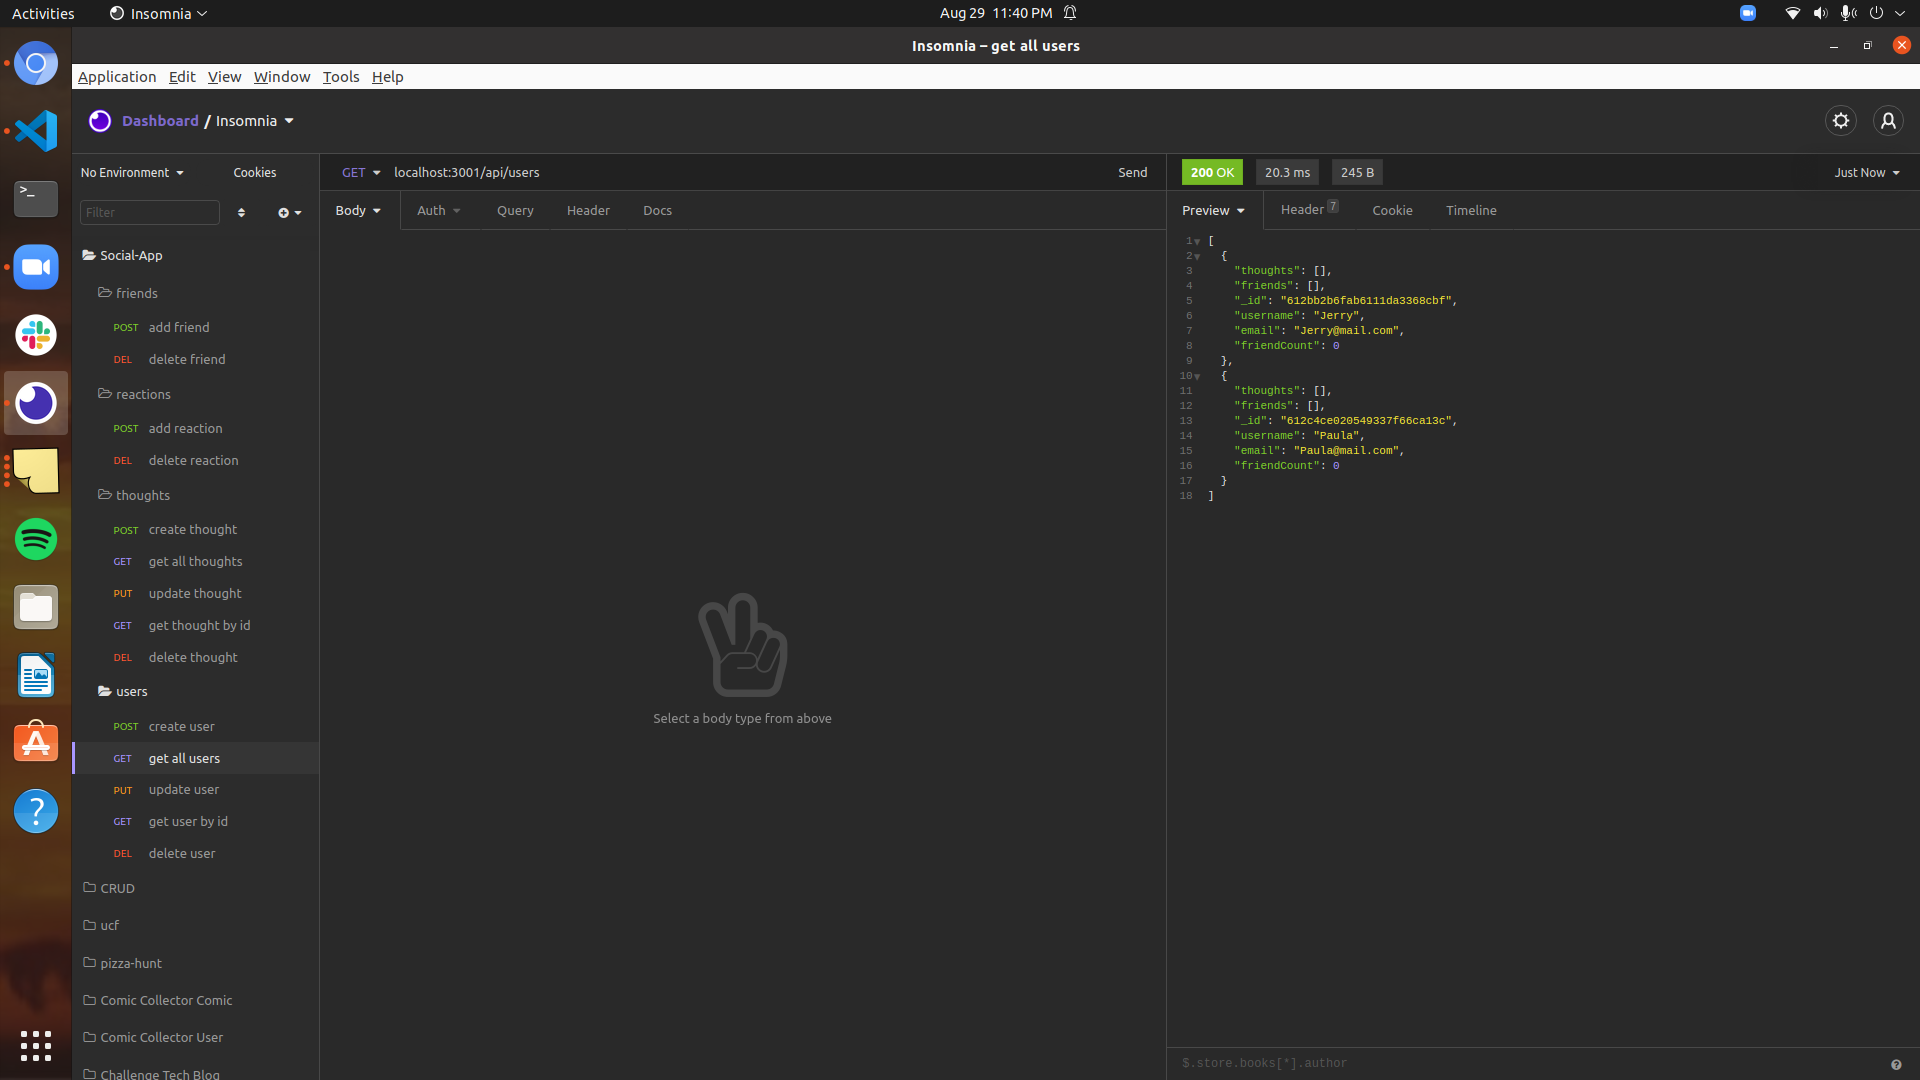 Activities Insomnia Aug 29 11:40 PM
Insomnia – get all users
Application Edit View Window Tools Help
Dashboard / Insomnia
No Environment Cookies
Filter
Social-App
friends
POST add friend
DEL delete friend
reactions
POST add reaction
DEL delete reaction
thoughts
POST create thought
GET get all thoughts
PUT update thought
GET get thought by id
DEL delete thought
users
POST create user
GET get all users
PUT update user
GET get user by id
DEL delete user
CRUD
ucf
pizza-hunt
Comic Collector Comic
Comic Collector User
Challenge Tech Blog
GET localhost:3001/api/users Send
Body Auth Query Header Docs
Select a body type from above
200 OK 20.3 ms 245 B Just Now
Preview Header 7 Cookie Timeline
1 [
2 {
3 "thoughts": [],
4 "friends": [],
5 "_id": "612bb2b6fab6111da3368cbf",
6 "username": "Jerry",
7 "email": "Jerry@mail.com",
8 "friendCount": 0
9 },
10 {
11 "thoughts": [],
12 "friends": [],
13 "_id": "612c4ce020549337f66ca13c",
14 "username": "Paula",
15 "email": "Paula@mail.com",
16 "friendCount": 0
17 }
18 ]
$.store.books[*].author